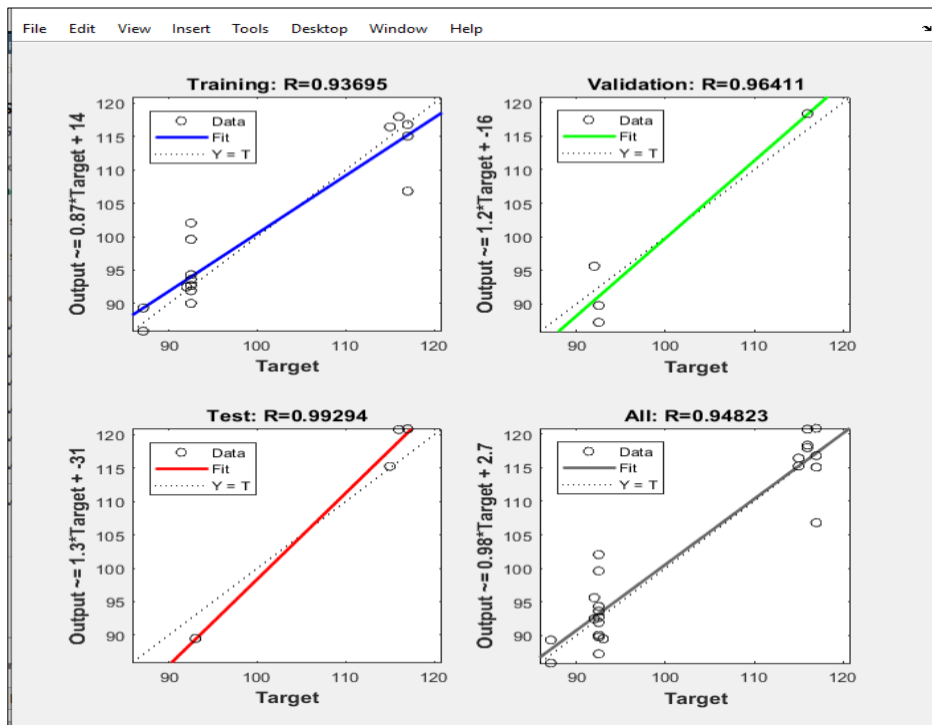 File Edit View Insert Tools Desktop Window Help
Training: R=0.93695
Output ~= 0.87*Target + 14
120
115
110
105
100
95
90
Data
Fit
Y = T
90 100 110 120
Target
Validation: R=0.96411
Output ~= 1.2*Target + -16
120
115
110
105
100
95
90
Data
Fit
Y = T
90 100 110 120
Target
Test: R=0.99294
Output ~= 1.3*Target + -31
120
115
110
105
100
95
90
Data
Fit
Y = T
90 100 110 120
Target
All: R=0.94823
Output ~= 0.98*Target + 2.7
120
115
110
105
100
95
90
Data
Fit
Y = T
90 100 110 120
Target